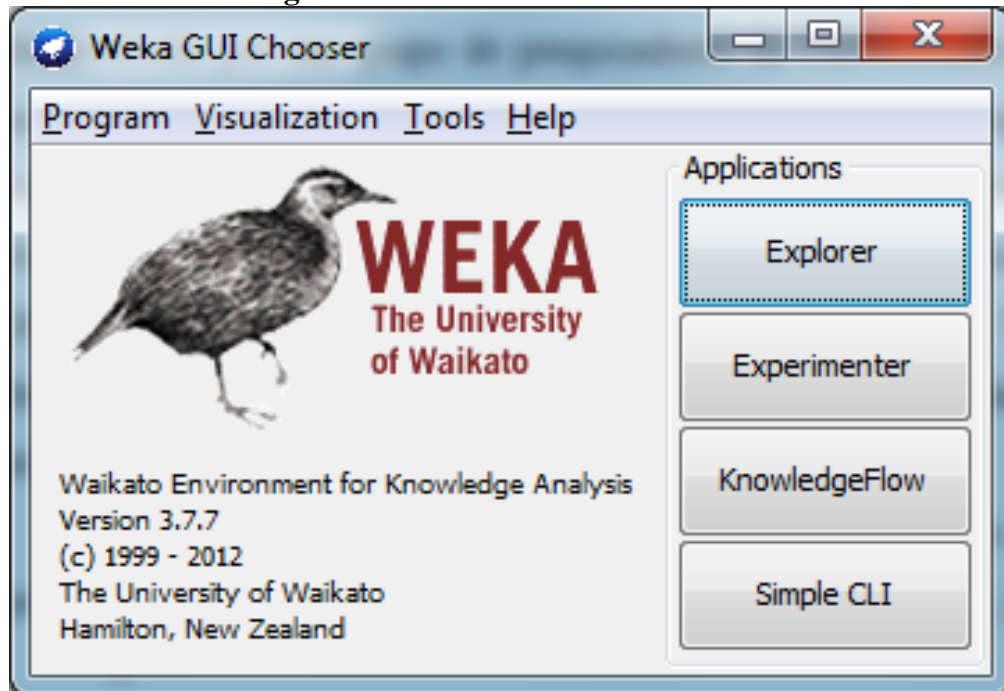 Weka GUI Chooser
Program Visualization Tools Help
WEKA
The University
of Waikato
Waikato Environment for Knowledge Analysis
Version 3.7.7
(c) 1999 - 2012
The University of Waikato
Hamilton, New Zealand
Applications
Explorer
Experimenter
KnowledgeFlow
Simple CLI